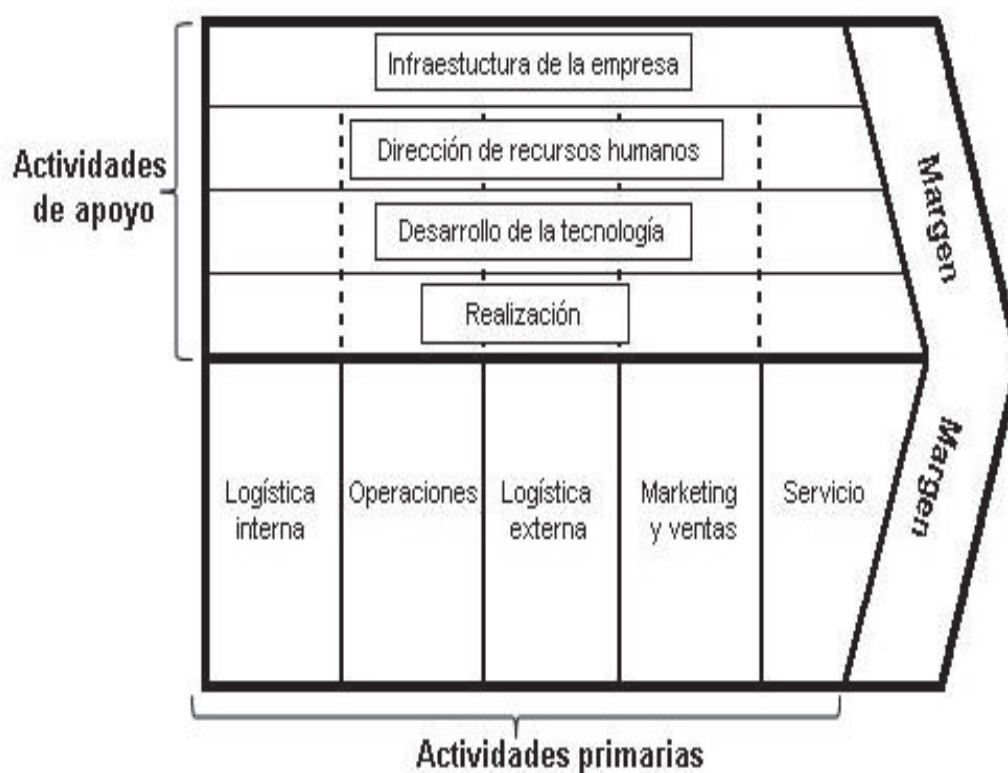 Infraestuctura de la empresa
Dirección de recursos humanos
Actividades
de apoyo
Desarrollo de la tecnología
Realización
Margen
Margen
Logística
interna
Operaciones
Logística
externa
Marketing
y ventas
Servicio
Actividades primarias